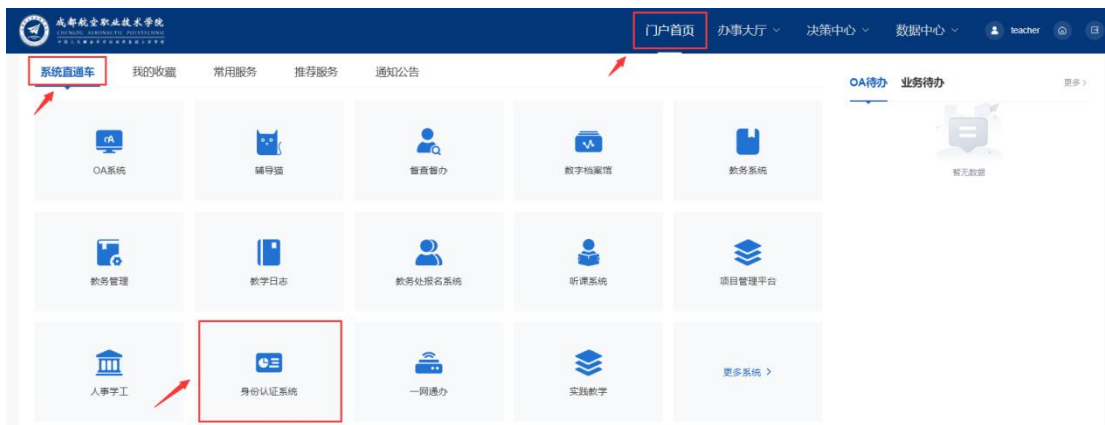 成都航空职业技术学院
CHENGDU AERONAUTIC POLYTECHNIC
门户首页 办事大厅 决策中心 数据中心 teacher
系统直通车 我的收藏 常用服务 推荐服务 通知公告
OA待办 业务待办 更多>
OA系统 辅导猫 督查督办 数字档案馆 教务系统
暂无数据
教务管理 教学日志 教务处报名系统 听课系统 项目管理平台
人事学工 身份认证系统 一网通办 实践教学 更多系统 >